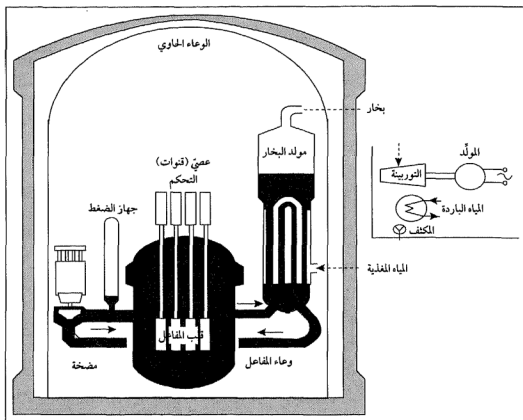 الوعاء الحاوي
بخار
مولد البخار
عصيّ (قنوات)
التحكم
المولّد
التوربينة
جهاز الضغط
المياه الباردة
المكثف
المياه المغذية
قلب المفاعل
مضخة
وعاء المفاعل